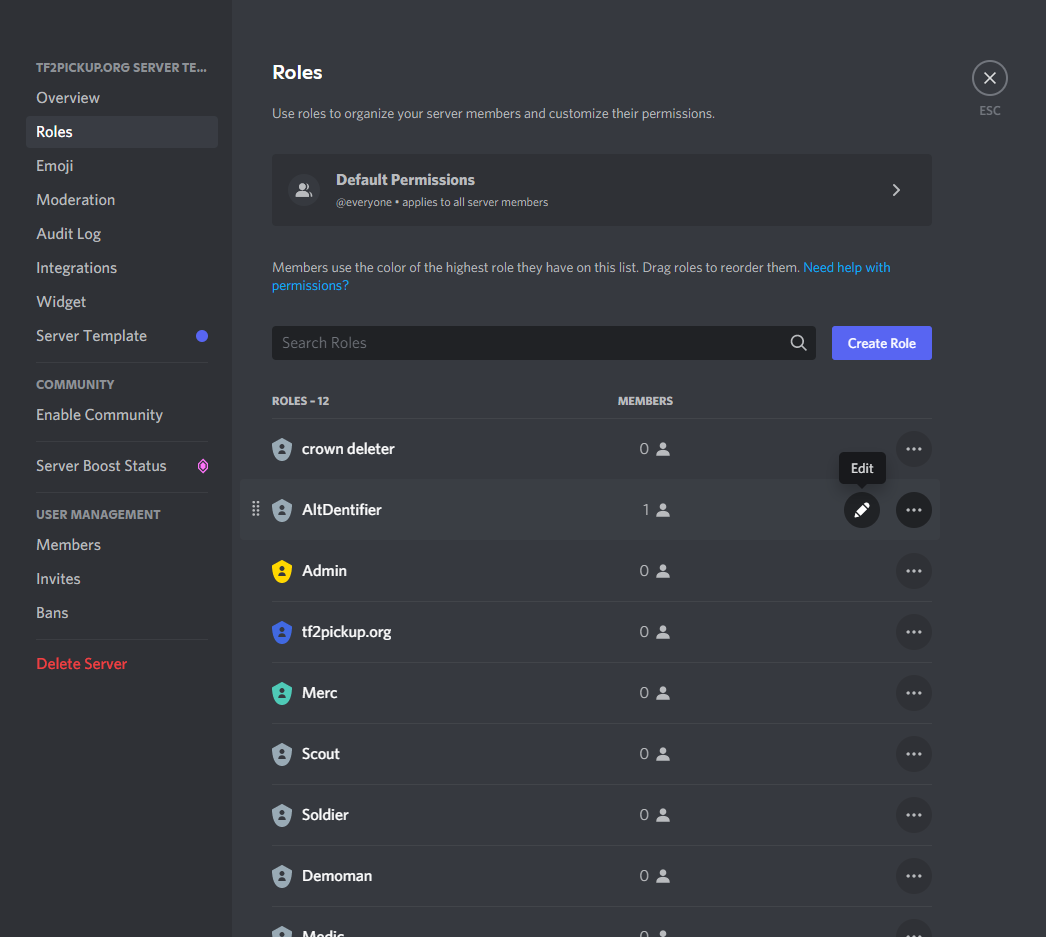 TF2PICKUP.ORG SERVER TE...
Overview
Roles
Emoji
Moderation
Audit Log
Integrations
Widget
Server Template
COMMUNITY
Enable Community
Server Boost Status
USER MANAGEMENT
Members
Invites
Bans
Delete Server
Roles
ESC
Use roles to organize your server members and customize their permissions.
Default Permissions
@everyone • applies to all server members
Members use the color of the highest role they have on this list. Drag roles to reorder them. Need help with
permissions?
Search Roles
Create Role
ROLES – 12 MEMBERS
crown deleter 0
Edit
AltDentifier 1
Admin 0
tf2pickup.org 0
Merc 0
Scout 0
Soldier 0
Demoman 0
Medic 0